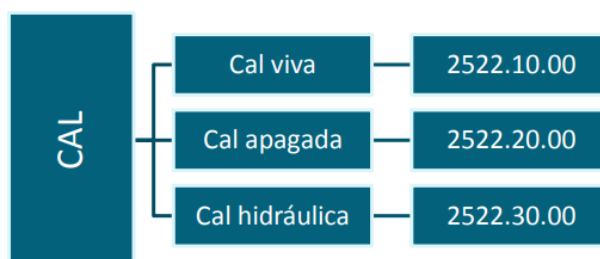 CAL
Cal viva
2522.10.00
Cal apagada
2522.20.00
Cal hidráulica
2522.30.00